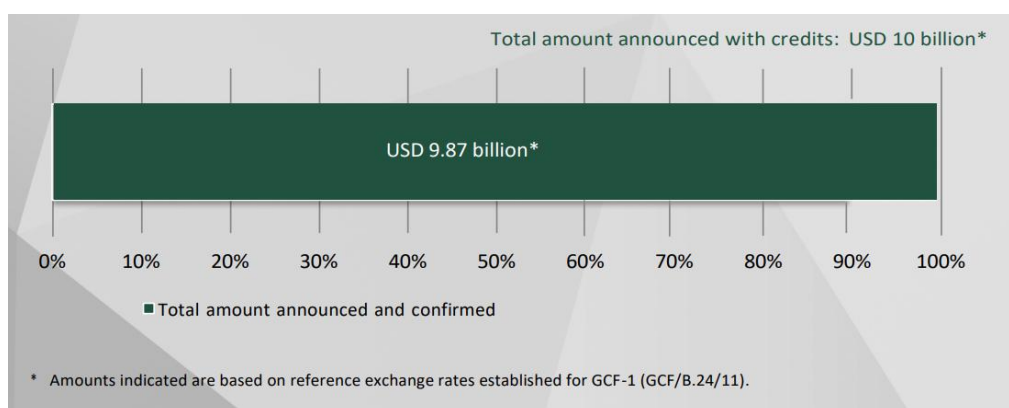 Total amount announced with credits: USD 10 billion*
USD 9.87 billion*
0% 10% 20% 30% 40% 50% 60% 70% 80% 90% 100%
Total amount announced and confirmed
* Amounts indicated are based on reference exchange rates established for GCF-1 (GCF/B.24/11).